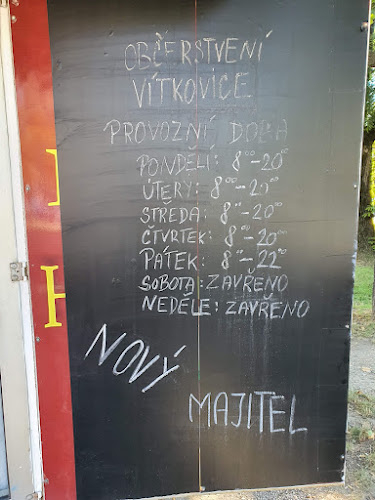 OBČERSTVENÍ
VÍTKOVICE
PROVOZNÍ DOBA
PONDĚLÍ: 8⁰⁰-20⁰⁰
ÚTERÝ: 8⁰⁰-20⁰⁰
STŘEDA: 8⁰⁰-20⁰⁰
ČTVRTEK: 8⁰⁰-20⁰⁰
PÁTEK: 8⁰⁰-22⁰⁰
SOBOTA: ZAVŘENO
NEDĚLE: ZAVŘENO
NOVÝ
MAJITEL